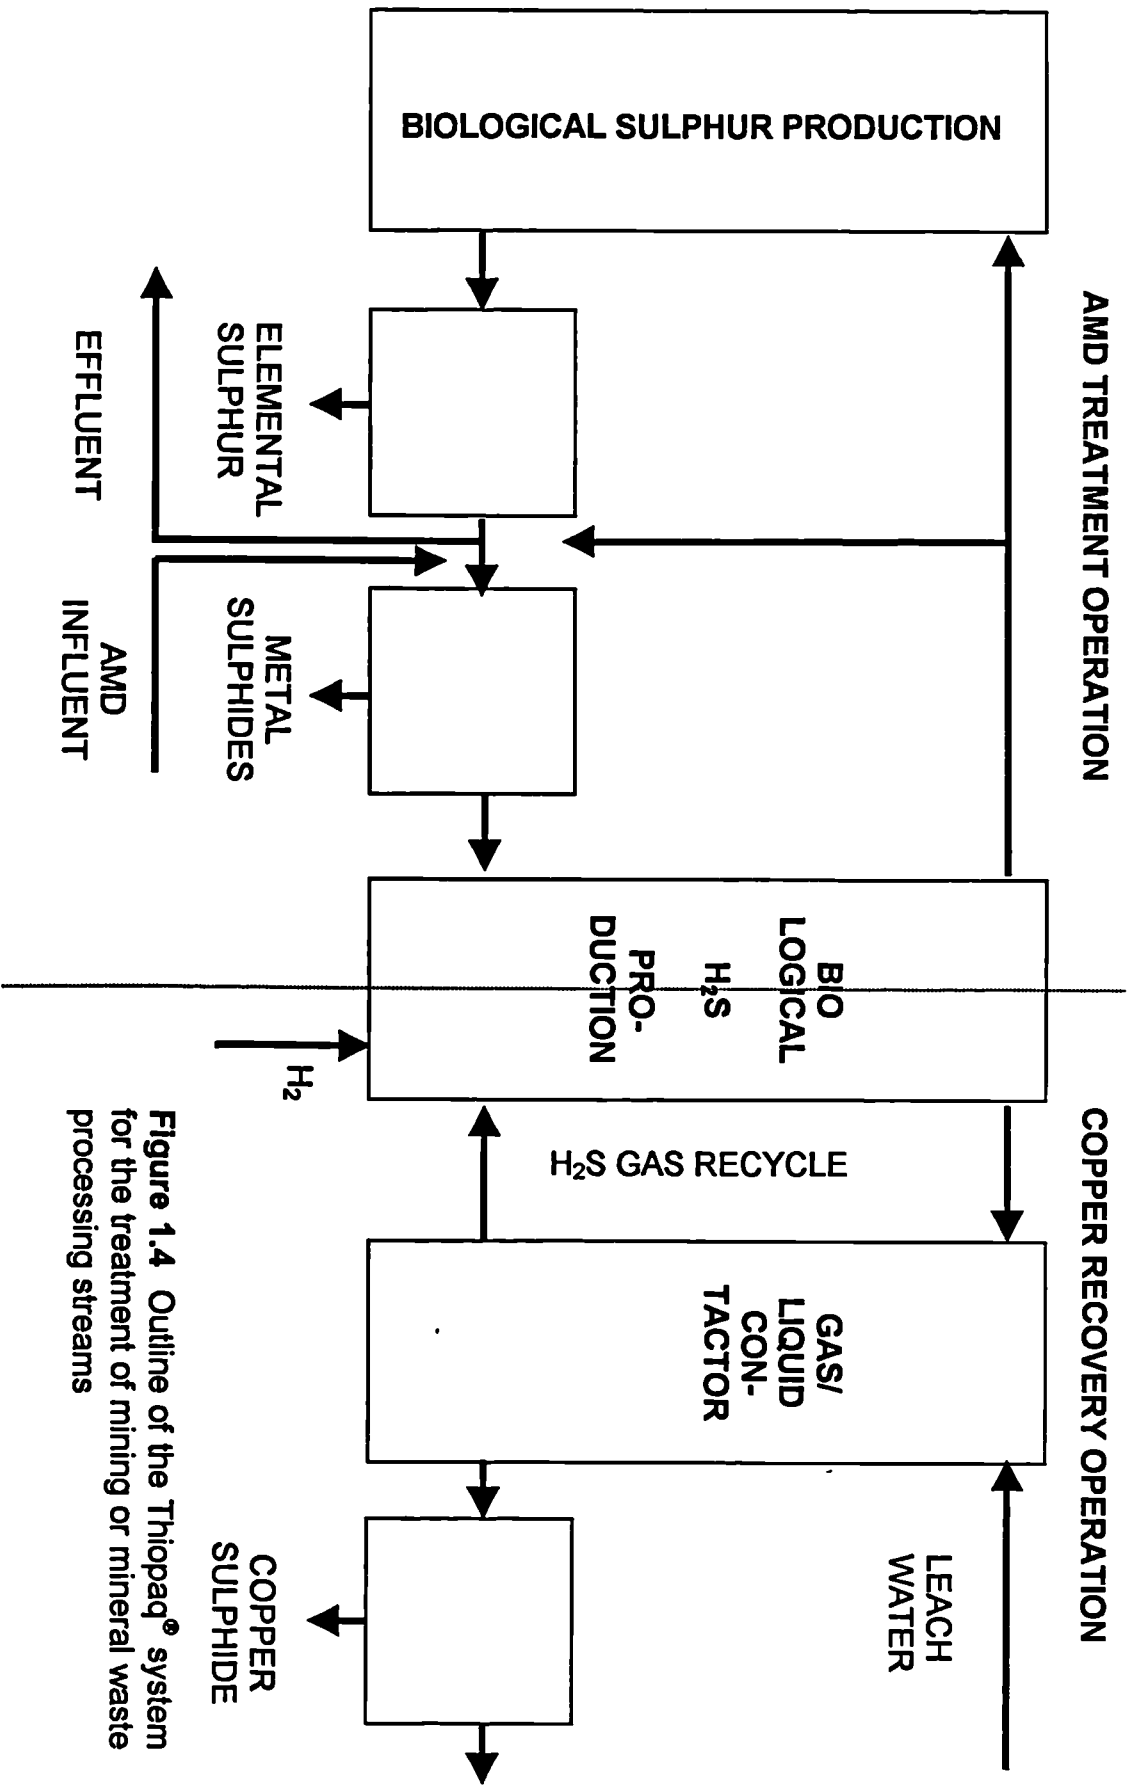 AMD TREATMENT OPERATION
COPPER RECOVERY OPERATION
BIOLOGICAL SULPHUR PRODUCTION
BIO
LOGICAL
H₂S
PRO-
DUCTION
GAS/
LIQUID
CON-
TACTOR
LEACH
WATER
H₂S GAS RECYCLE
ELEMENTAL
SULPHUR
METAL
SULPHIDES
H₂
COPPER
SULPHIDE
EFFLUENT
AMD
INFLUENT
Figure 1.4 Outline of the Thiopaq® system
for the treatment of mining or mineral waste
processing streams